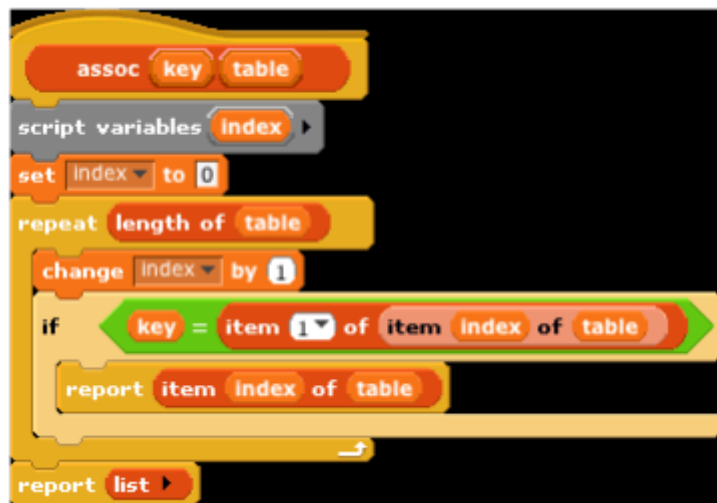 assoc key table
script variables index
set index to 0
repeat length of table
change index by 1
if key = item 1 of item index of table
report item index of table
report list